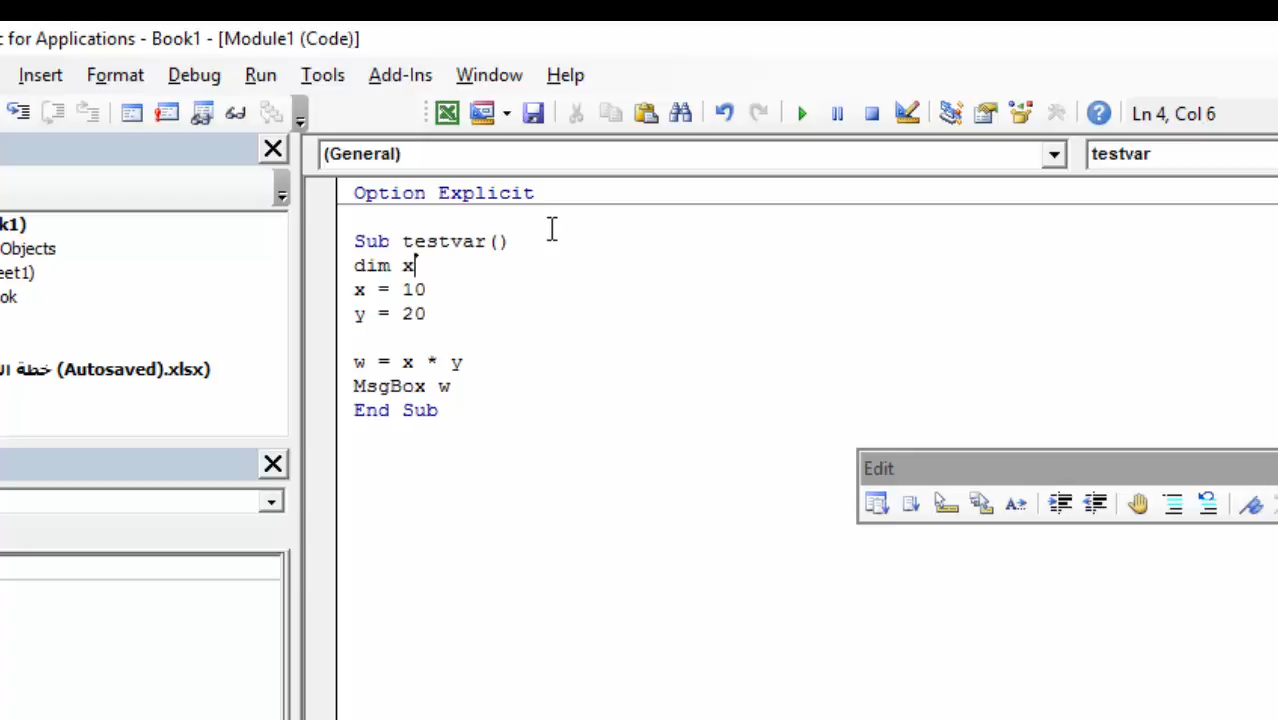 t for Applications - Book1 - [Module1 (Code)]
Insert Format Debug Run Tools Add-Ins Window Help
Ln 4, Col 6
(General) testvar
k1)
Objects
eet1)
ok
خطة ال (Autosaved).xlsx)
Option Explicit
Sub testvar()
dim x
x = 10
y = 20
w = x * y
MsgBox w
End Sub
Edit